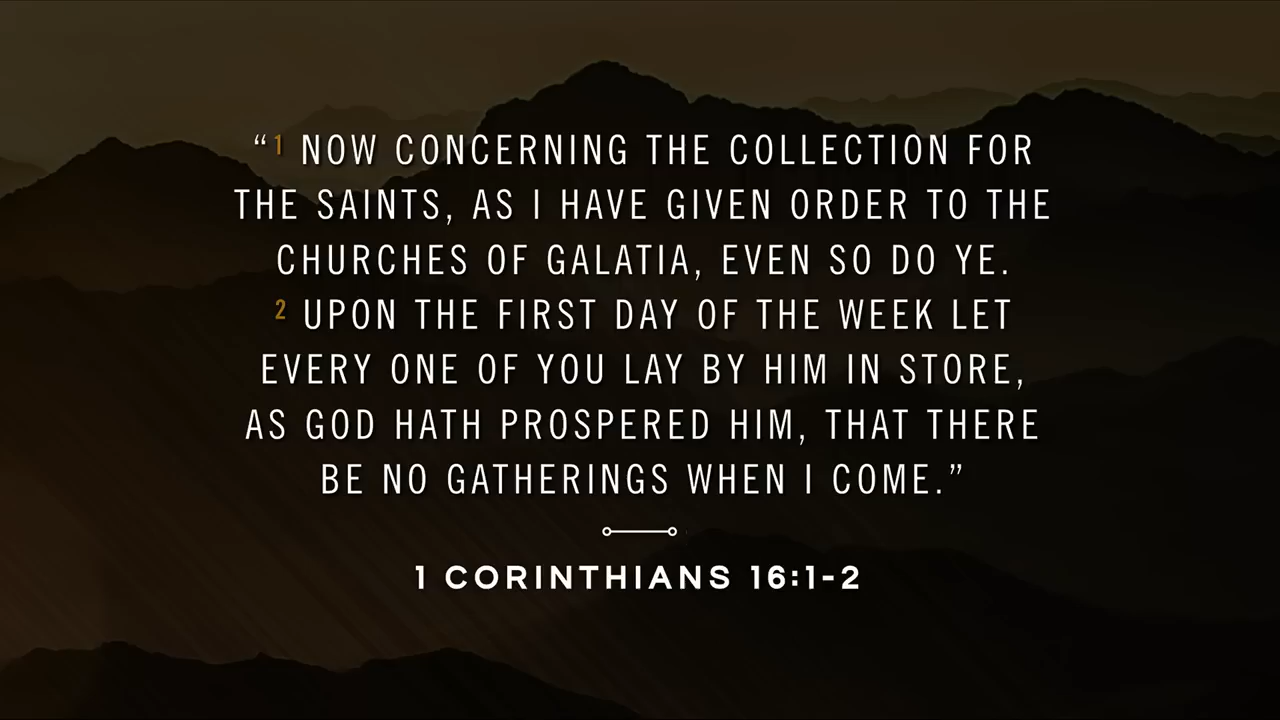 “1 NOW CONCERNING THE COLLECTION FOR
THE SAINTS, AS I HAVE GIVEN ORDER TO THE
CHURCHES OF GALATIA, EVEN SO DO YE.
2 UPON THE FIRST DAY OF THE WEEK LET
EVERY ONE OF YOU LAY BY HIM IN STORE,
AS GOD HATH PROSPERED HIM, THAT THERE
BE NO GATHERINGS WHEN I COME.”
1 CORINTHIANS 16:1-2